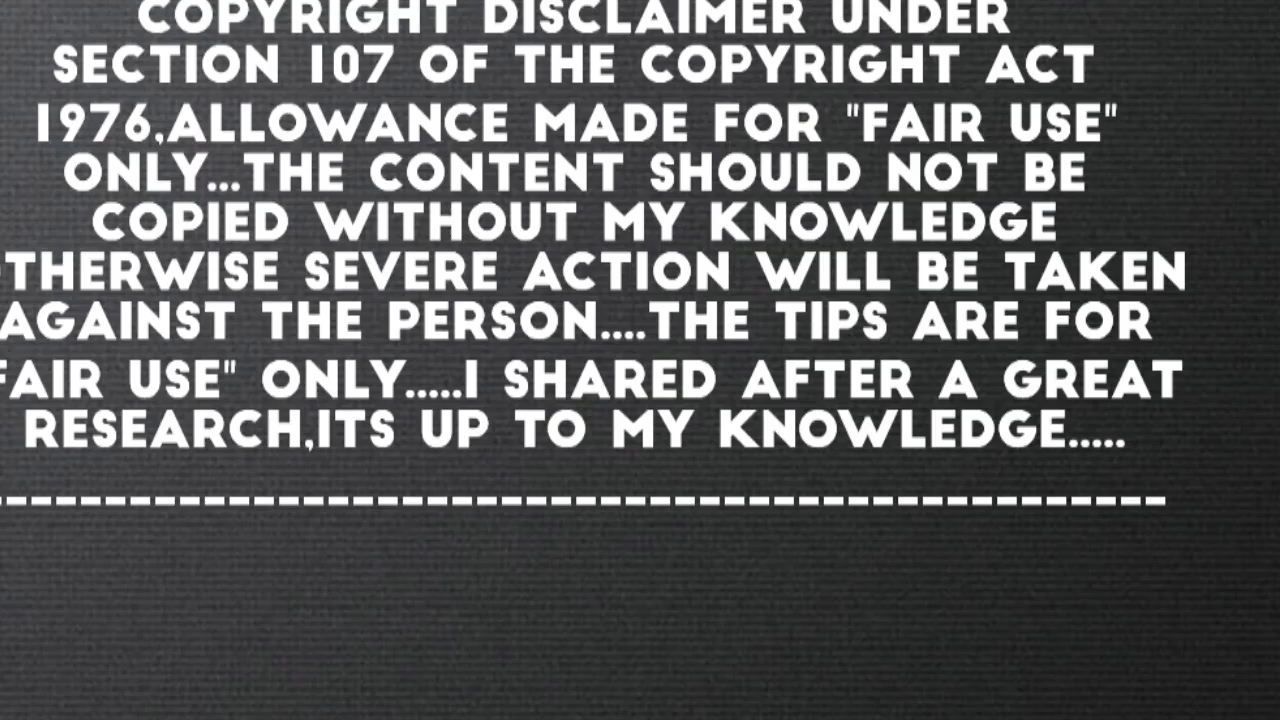 COPYRIGHT DISCLAIMER UNDER
SECTION 107 OF THE COPYRIGHT ACT
1976,ALLOWANCE MADE FOR "FAIR USE"
ONLY...THE CONTENT SHOULD NOT BE
COPIED WITHOUT MY KNOWLEDGE
OTHERWISE SEVERE ACTION WILL BE TAKEN
AGAINST THE PERSON....THE TIPS ARE FOR
FAIR USE" ONLY.....I SHARED AFTER A GREAT
RESEARCH,ITS UP TO MY KNOWLEDGE.....
-----------------------------------------------